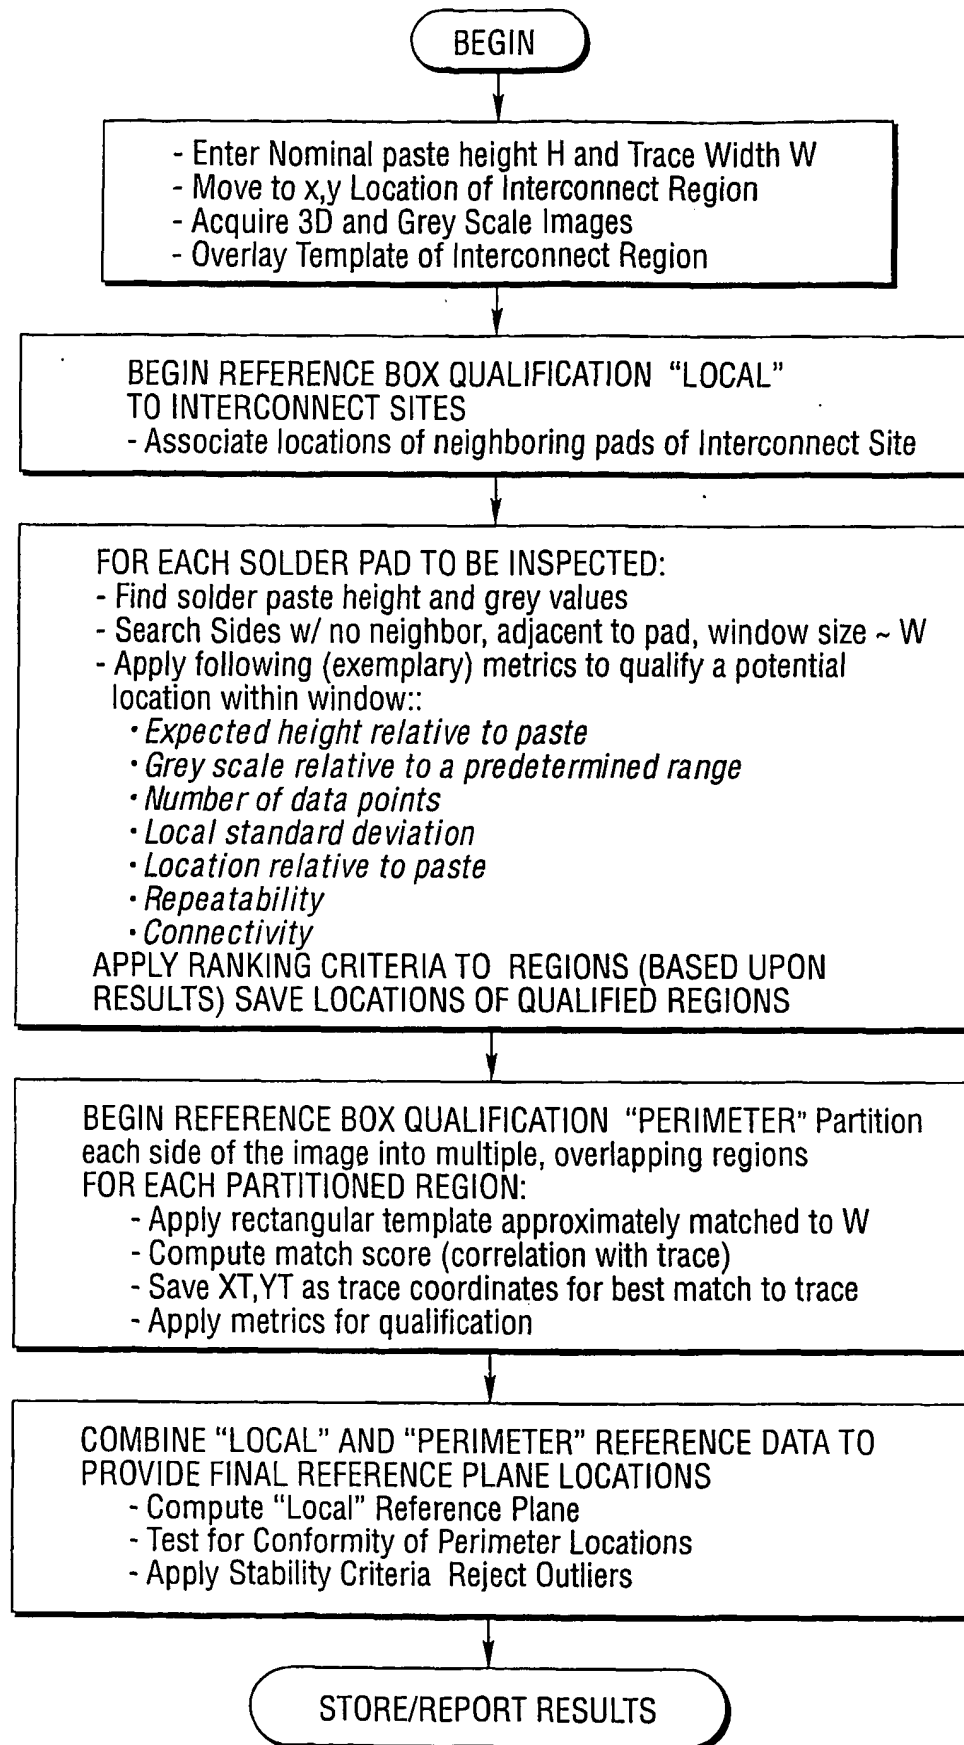 BEGIN
- Enter Nominal paste height H and Trace Width W
- Move to x,y Location of Interconnect Region
- Acquire 3D and Grey Scale Images
- Overlay Template of Interconnect Region
BEGIN REFERENCE BOX QUALIFICATION “LOCAL”
TO INTERCONNECT SITES
- Associate locations of neighboring pads of Interconnect Site
FOR EACH SOLDER PAD TO BE INSPECTED:
- Find solder paste height and grey values
- Search Sides w/ no neighbor, adjacent to pad, window size ~ W
- Apply following (exemplary) metrics to qualify a potential
location within window::
• Expected height relative to paste
• Grey scale relative to a predetermined range
• Number of data points
• Local standard deviation
• Location relative to paste
• Repeatability
• Connectivity
APPLY RANKING CRITERIA TO REGIONS (BASED UPON
RESULTS) SAVE LOCATIONS OF QUALIFIED REGIONS
BEGIN REFERENCE BOX QUALIFICATION “PERIMETER” Partition
each side of the image into multiple, overlapping regions
FOR EACH PARTITIONED REGION:
- Apply rectangular template approximately matched to W
- Compute match score (correlation with trace)
- Save XT,YT as trace coordinates for best match to trace
- Apply metrics for qualification
COMBINE “LOCAL” AND “PERIMETER” REFERENCE DATA TO
PROVIDE FINAL REFERENCE PLANE LOCATIONS
- Compute “Local” Reference Plane
- Test for Conformity of Perimeter Locations
- Apply Stability Criteria Reject Outliers
STORE/REPORT RESULTS